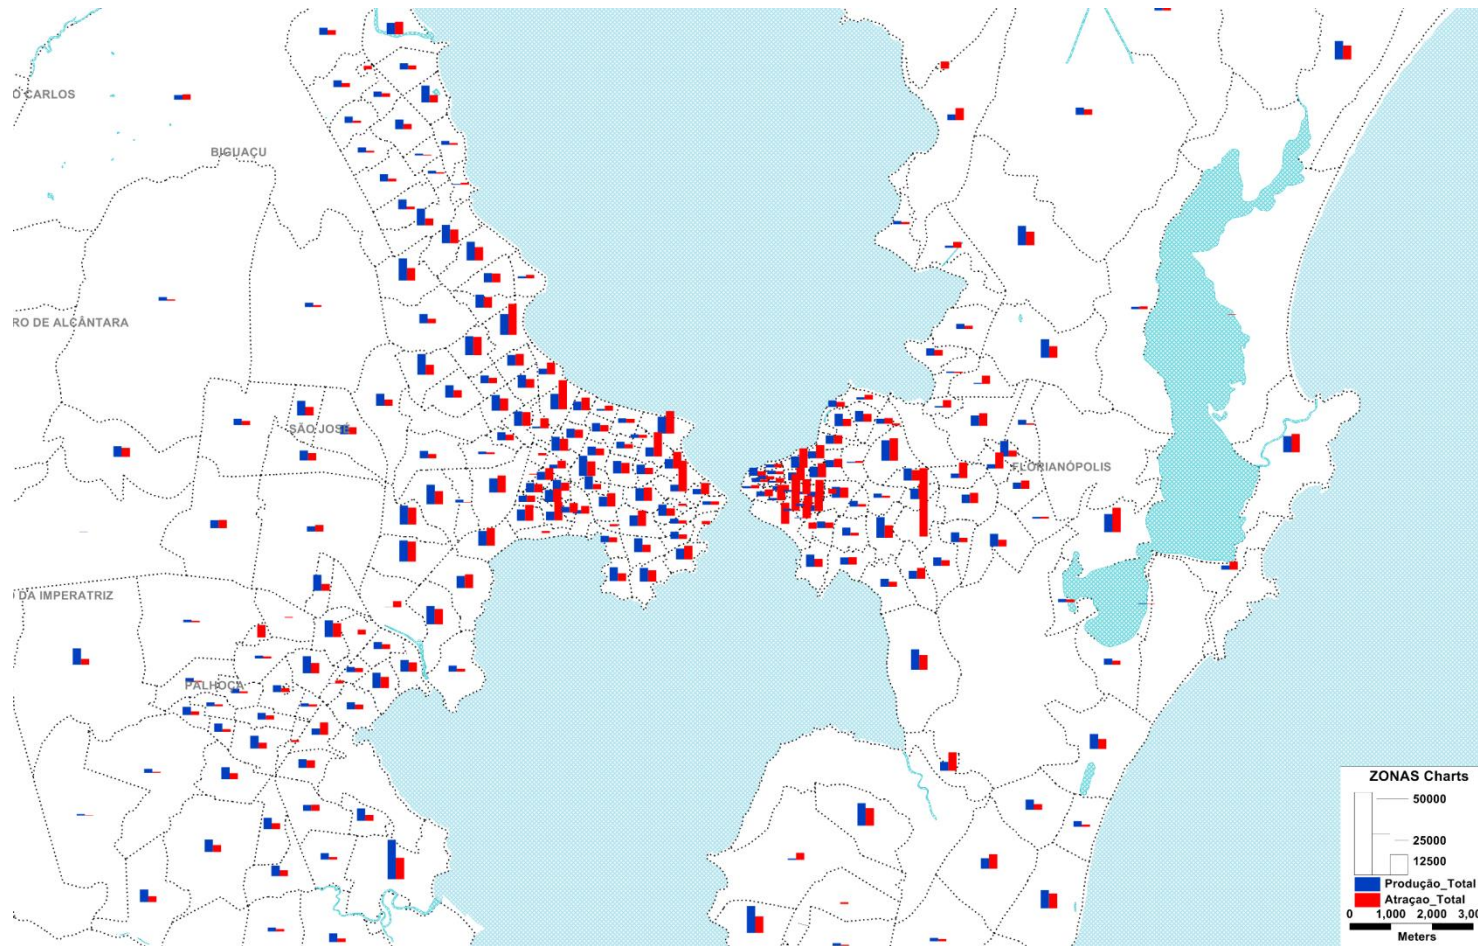 O CARLOS
BIGUAÇU
RO DE ALCÂNTARA
SÃO JOSÉ
FLORIANÓPOLIS
DA IMPERATRIZ
PALHOÇA
ZONAS Charts
50000
25000
12500
Produção_Total
Atraçao_Total
0 1,000 2,000 3,00
Meters